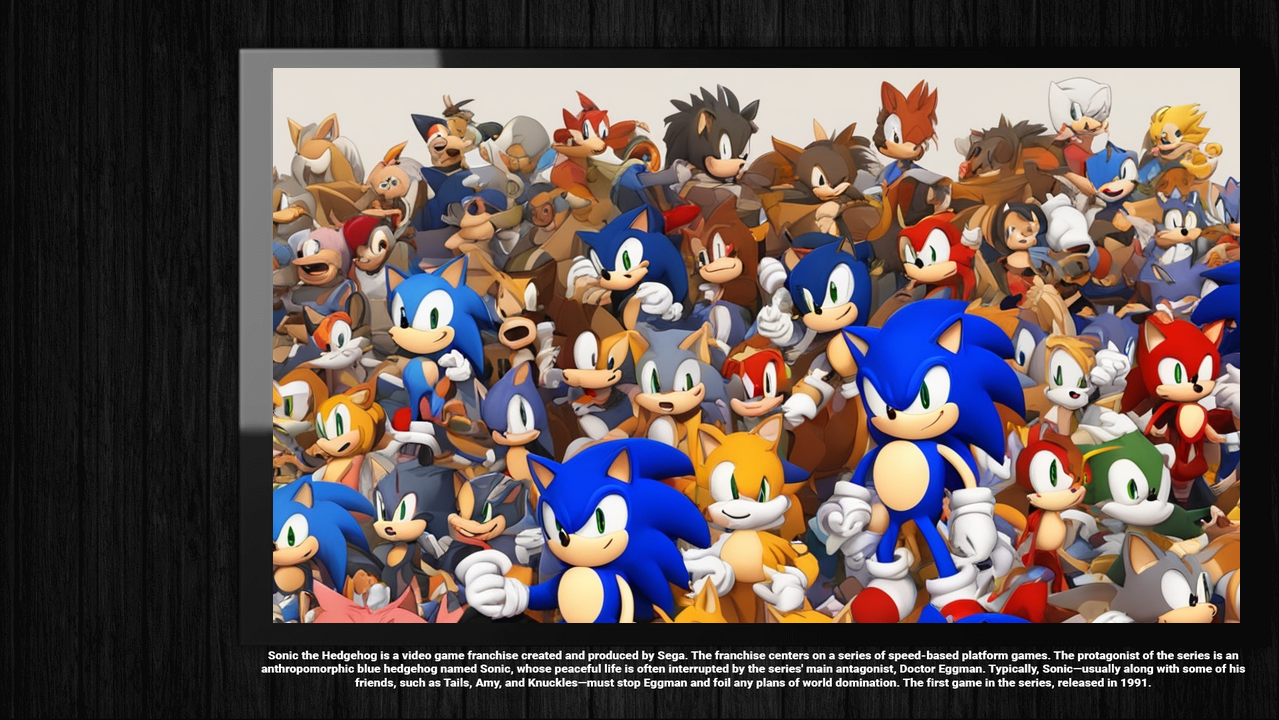 Sonic the Hedgehog is a video game franchise created and produced by Sega. The franchise centers on a series of speed-based platform games. The protagonist of the series is an
anthropomorphic blue hedgehog named Sonic, whose peaceful life is often interrupted by the series' main antagonist, Doctor Eggman. Typically, Sonic—usually along with some of his
friends, such as Tails, Amy, and Knuckles—must stop Eggman and foil any plans of world domination. The first game in the series, released in 1991.